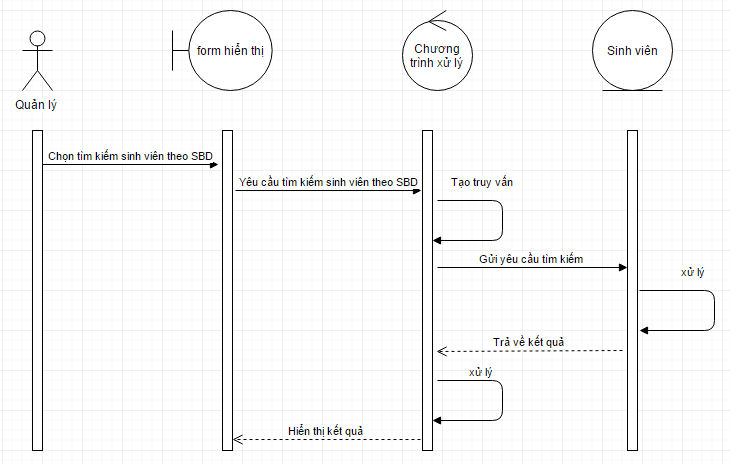 form hiển thị
Chương
trình xử lý
Sinh viên
Quản lý
Chọn tìm kiếm sinh viên theo SBD
Yêu cầu tìm kiếm sinh viên theo SBD
Tạo truy vấn
Gửi yêu cầu tìm kiếm
xử lý
Trả về kết quả
xử lý
Hiển thị kết quả